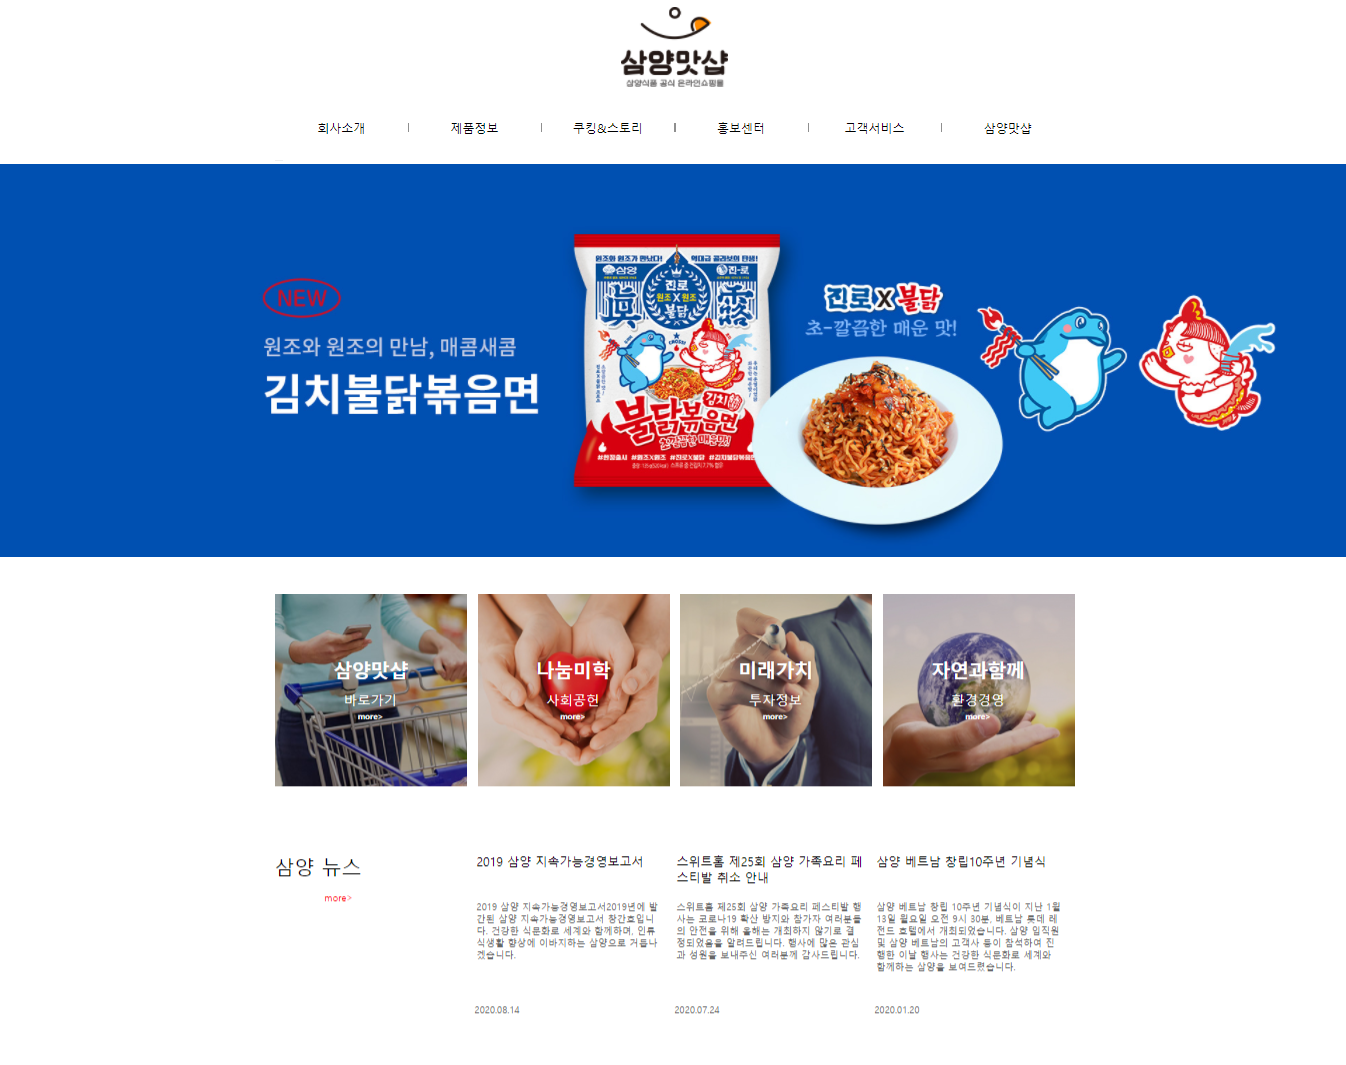 삼양맛샵
삼양식품 공식 온라인쇼핑몰
회사소개
제품정보
쿠킹&스토리
홍보센터
고객서비스
삼양맛샵
NEW
원조와 원조의 만남, 매콤새콤
김치불닭볶음면
원조와 원조가 만났다!
역대급 콜라보의 탄생!
삼양
진로
진로
원조X원조
불닭
眞
露
김치
불닭볶음면
초깔끔한 매운맛!
#한정출시 #원조X원조 #진로X불닭 #김치불닭볶음면
진로X불닭
초-깔끔한 매운 맛!
삼양맛샵
바로가기
more>
나눔미학
사회공헌
more>
미래가치
투자정보
more>
자연과함께
환경경영
more>
삼양 뉴스
more>
2019 삼양 지속가능경영보고서
2019 삼양 지속가능경영보고서2019년에 발
간된 삼양 지속가능경영보고서 창간호입니
다. 건강한 식문화로 세계와 함께하며, 인류
식생활 향상에 이바지하는 삼양으로 거듭나
겠습니다.
2020.08.14
스위트홈 제25회 삼양 가족요리 페
스티발 취소 안내
스위트홈 제25회 삼양 가족요리 페스티발 행
사는 코로나19 확산 방지와 참가자 여러분들
의 안전을 위해 올해는 개최하지 않기로 결
정되었음을 알려드립니다. 행사에 많은 관심
과 성원을 보내주신 여러분께 감사드립니다.
2020.07.24
삼양 베트남 창립10주년 기념식
삼양 베트남 창립 10주년 기념식이 지난 1월
13일 월요일 오전 9시 30분, 베트남 롯데 레
전드 호텔에서 개최되었습니다. 삼양 임직원
및 삼양 베트남의 고객사 등이 참석하여 진
행한 이날 행사는 건강한 식문화로 세계와
함께하는 삼양을 보여드렸습니다.
2020.01.20